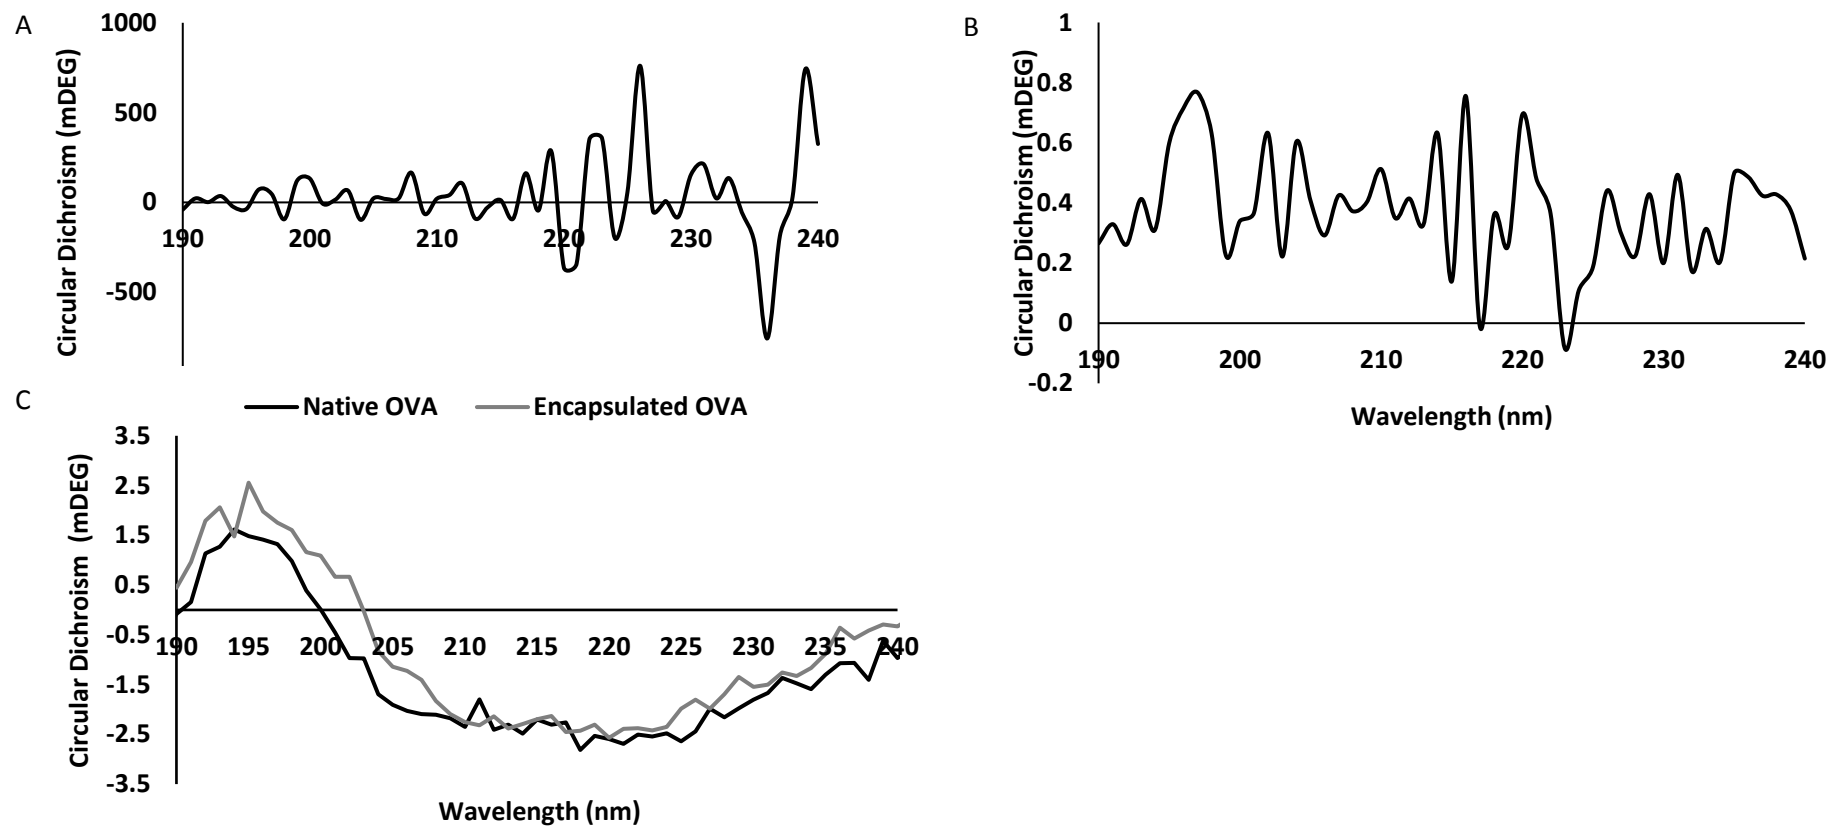 A
Circular Dichroism (mDEG)
1000
500
0
-500
190 200 210 220 230 240
B
Circular Dichroism (mDEG)
1
0.8
0.6
0.4
0.2
0
-0.2
190 200 210 220 230 240
Wavelength (nm)
C
Native OVA Encapsulated OVA
Circular Dichroism (mDEG)
3.5
2.5
1.5
0.5
-0.5
-1.5
-2.5
-3.5
190 195 200 205 210 215 220 225 230 235 240
Wavelength (nm)